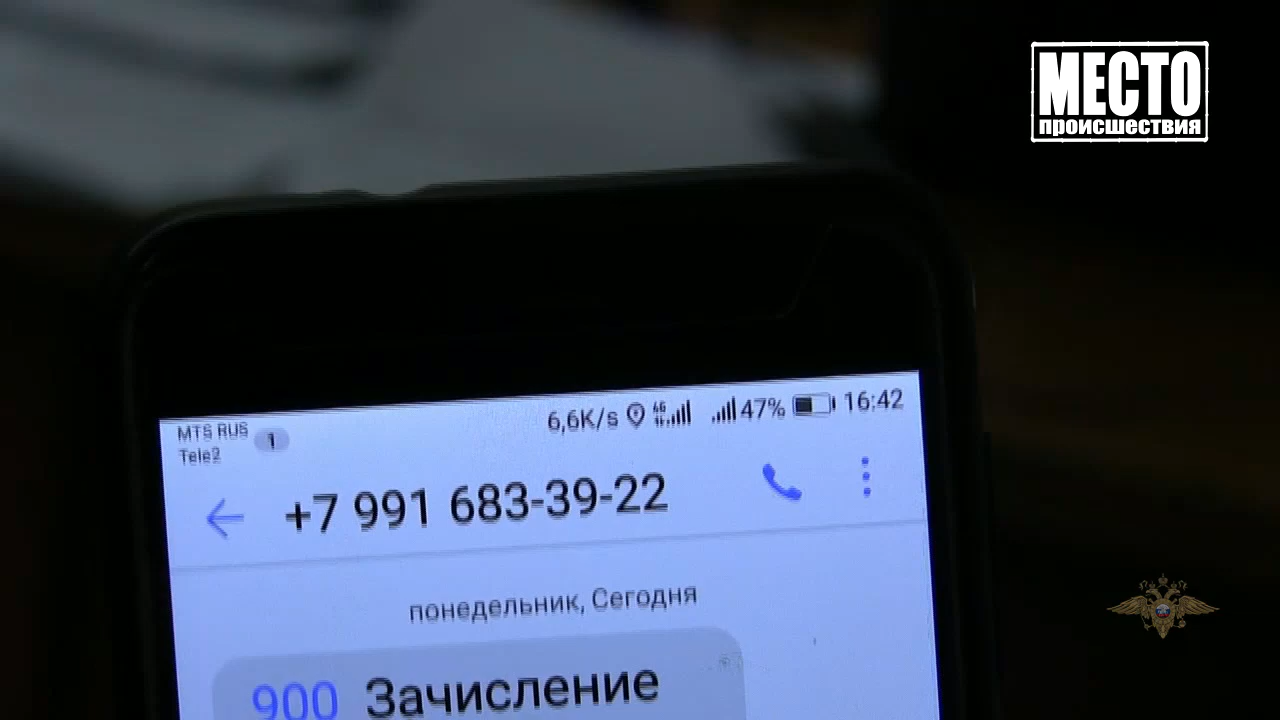 МЕСТО
происшествия
MTS RUS
Tele2
1
6,6K/s 4G 47% 16:42
+7 991 683-39-22
понедельник, Сегодня
900 Зачисление